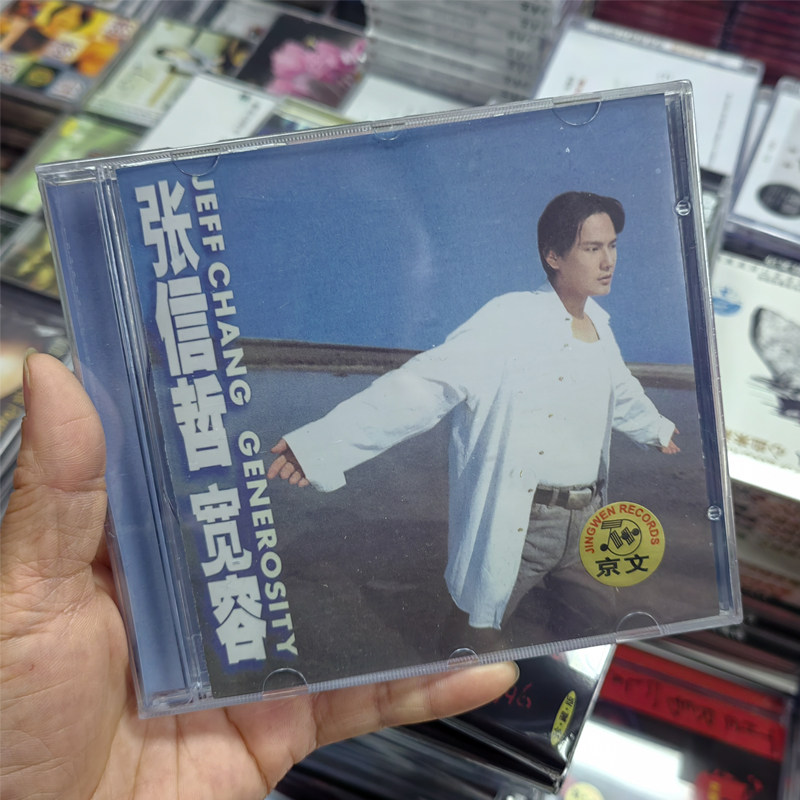 张信哲 宽容
JEFF CHANG GENEROSITY
JINGWEN RECORDS
京文